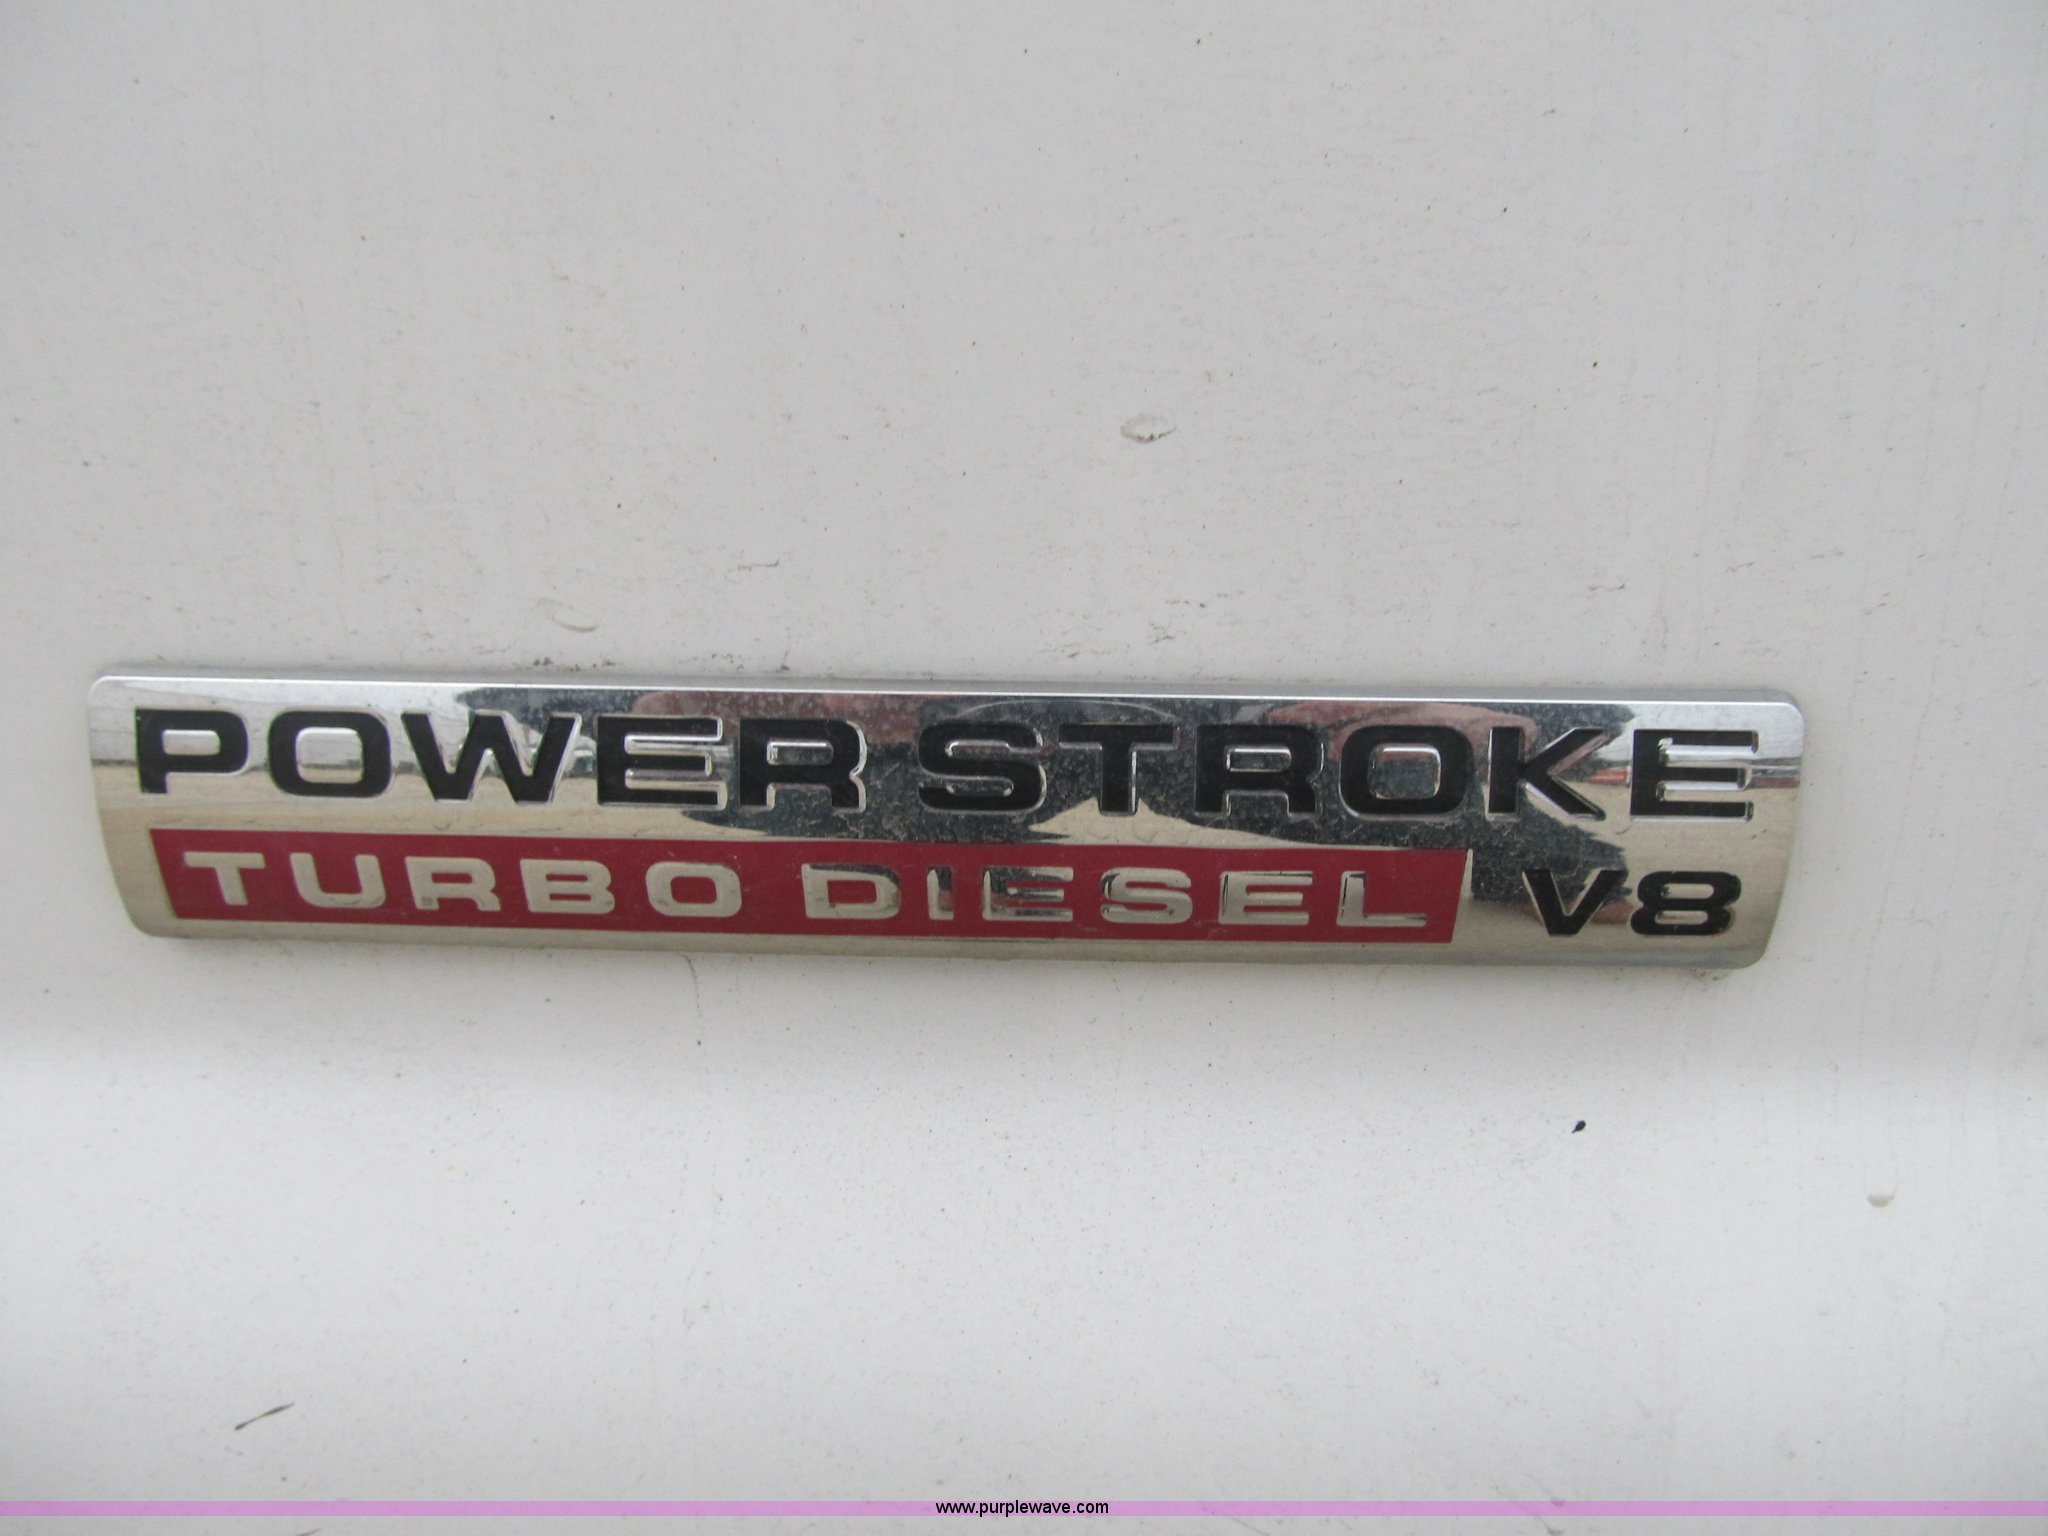 POWER STROKE
TURBO DIESEL V8
www.purplewave.com